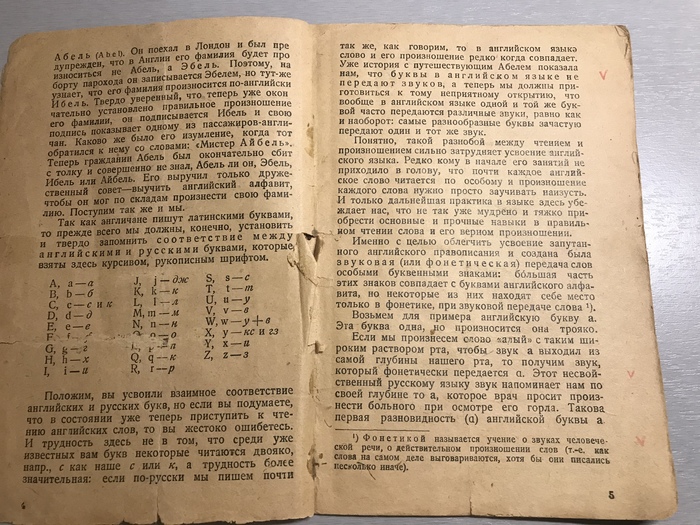 Абель (Abel). Он поехал в Лондон и был пре
дупрежден, что в Англии его фамилия будет про
износиться не Абель, а Эбель. Поэтому, на
борту парохода он записывается Эбелем, но тут-же
узнает, что его фамилия произносится по-английски
Ибель. Твердо уверенный, что теперь уже окон
чательно установлено правильное произношение
его фамилии, он подписывается Ибель и свою
подпись показывает одному из пассажиров-англи-
чан. Каково же было его изумление, когда тот
обратился к нему со словами: «Мистер Айбель».
Теперь гражданин Абель был окончательно сбит
с толку и совершенно не знал, Абель ли он, Эбель,
Ибель или Айбель. Его выручил только друже-
ственный совет—выучить английский алфавит,
чтобы он мог по складам произнести свою фами-
лию. Поступим так же и мы.
Так как англичане пишут латинскими буквами,
то прежде всего мы должны, конечно, установить
и твердо запомнить соответствие между
английскими и русскими буквами, которые
взяты здесь курсивом, рукописным шрифтом.
A, a—а J, j—дж S, s—с
B, b—б K, k—к T, t—т
C, c—с и к L, l—л U, u—у
D, d—д M, m—м V, v—в
E, e—е N, n—н W, w—у+в
o—о X, y—кс и гз
G, g—г p—п Y, x—и
H, h—х Q, q—к Z, z—з
I, i—и R, r—р
Положим, вы усвоили взаимное соответствие
английских и русских букв, но если вы подумаете,
что в состоянии уже теперь приступить к чте-
нию английских слов, то вы жестоко ошибетесь.
И трудность здесь не в том, что среди уже
известных вам букв некоторые читаются двояко,
напр., с как наше с или к, а трудность более
значительная: если по-русски мы пишем почти
4
так же, как говорим, то в английском языке
слово и его произношение редко когда совпадает.
Уже история с путешествующим Абелем показала
нам, что буквы в английском языке не
передают звуков, а теперь мы должны при-
готовиться к тому неприятному открытию, что
вообще в английском языке одной и той же бук-
вой часто передаются различные звуки, равно как
и наоборот: самые разнообразные буквы зачастую
передают один и тот же звук.
Понятно, такой разнобой между чтением и
произношением сильно затрудняет усвоение англий-
ского языка. Редко кому в начале его занятий не
приходило в голову, что почти каждое англий-
ское слово читается по особому и произношение
каждого слова нужно просто заучивать наизусть.
И только дальнейшая практика в языке здесь убе-
ждает нас, что не так уже мудрёно и тяжко при-
обрести основные и прочные навыки в правиль-
ном чтении слова и его верном произношении.
Именно с целью облегчить усвоение запутан-
ного английского правописания и создана была
звуковая (или фонетическая) передача слов
особыми буквенными знаками: бо́льшая часть
этих знаков совпадает с буквами английского алфа-
вита, но некоторые из них находят себе место
только в фонетике, при звуковой передаче слова ¹).
Возьмем для примера английскую букву a.
Эта буква одна, но произносится она трояко.
Если мы произнесем слово «алый» с таким ши-
роким раствором рта, чтобы звук а выходил из
самой глубины нашего рта, то получим звук,
который фонетически передается ɑ. Этот несвой-
ственный русскому языку звук напоминает нам по
своей глубине то а, которое врач просит произ-
нести больного при осмотре его горла. Такова
первая разновидность (ɑ) английской буквы a
¹) Фонетикой называется учение о звуках человече-
ской речи, о действительном произношении слов (т.-е. как
слова на самом деле выговариваются, хотя бы они писались
несколько иначе).
5